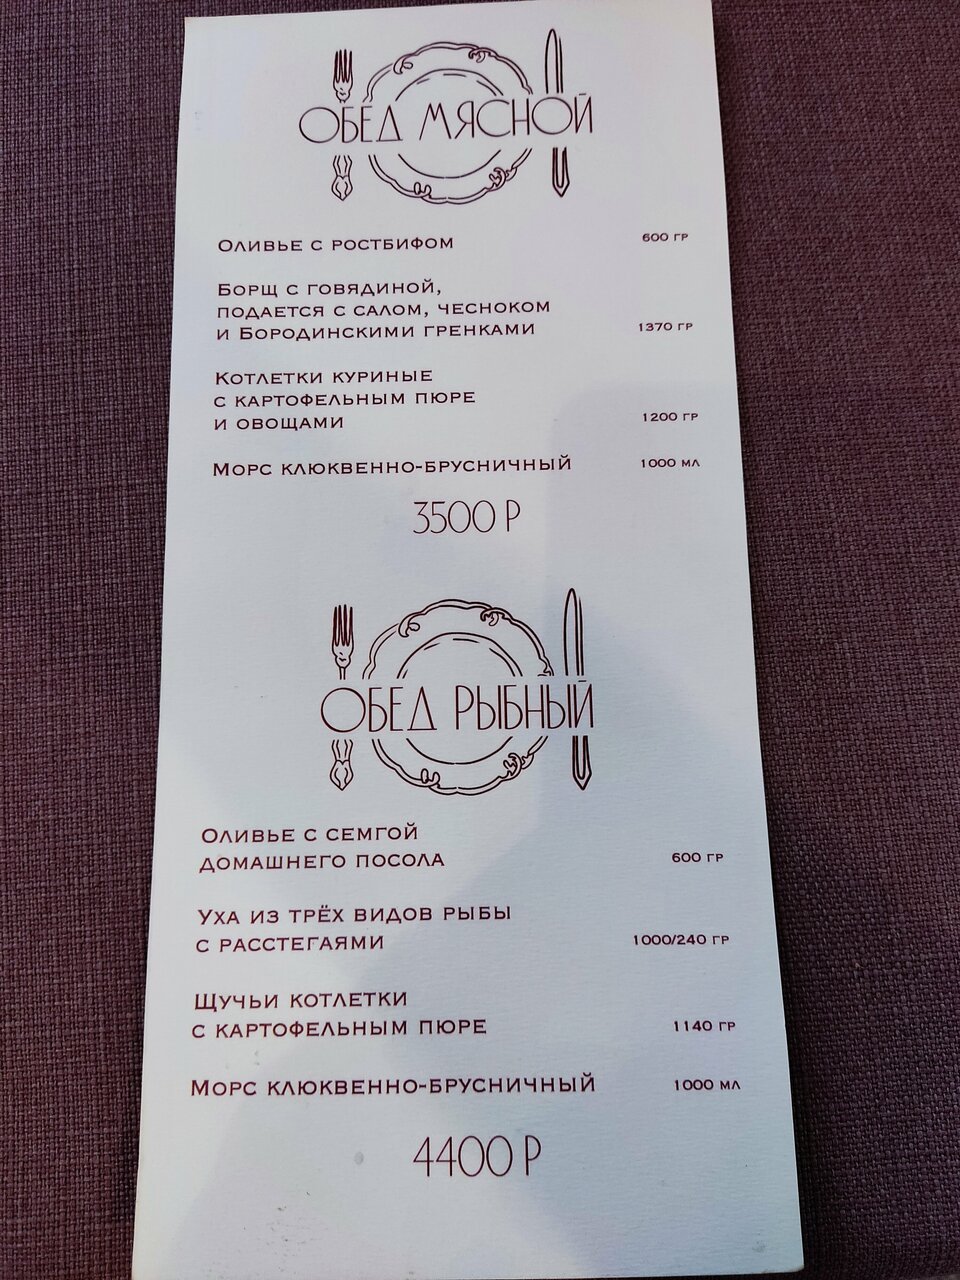 ОБЕД МЯСНОЙ
Оливье с ростбифом 600 гр
Борщ с говядиной,
подается с салом, чесноком
и Бородинскими гренками 1370 гр
Котлетки куриные
с картофельным пюре
и овощами 1200 гр
Морс клюквенно-брусничный 1000 мл
3500 Р
ОБЕД РЫБНЫЙ
Оливье с семгой
домашнего посола 600 гр
Уха из трёх видов рыбы
с расстегаями 1000/240 гр
Щучьи котлетки
с картофельным пюре 1140 гр
Морс клюквенно-брусничный 1000 мл
4400 Р